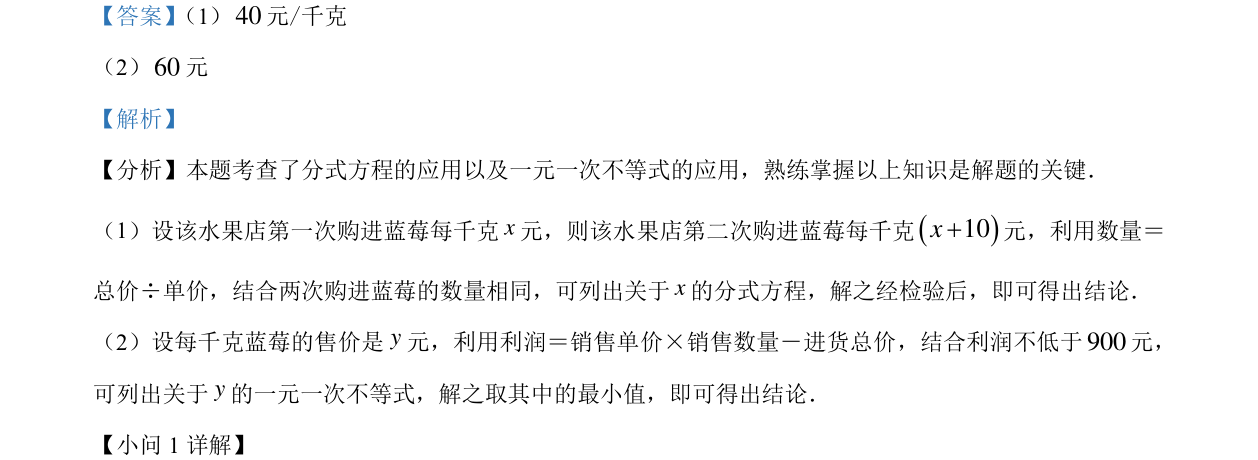 【答案】（1）40元/千克
（2）60元
【解析】
【分析】本题考查了分式方程的应用以及一元一次不等式的应用，熟练掌握以上知识是解题的关键．
（1）设该水果店第一次购进蓝莓每千克x元，则该水果店第二次购进蓝莓每千克(x+10)元，利用数量＝
总价÷单价，结合两次购进蓝莓的数量相同，可列出关于x的分式方程，解之经检验后，即可得出结论．
（2）设每千克蓝莓的售价是y元，利用利润＝销售单价×销售数量－进货总价，结合利润不低于900元，
可列出关于y的一元一次不等式，解之取其中的最小值，即可得出结论．
【小问1详解】